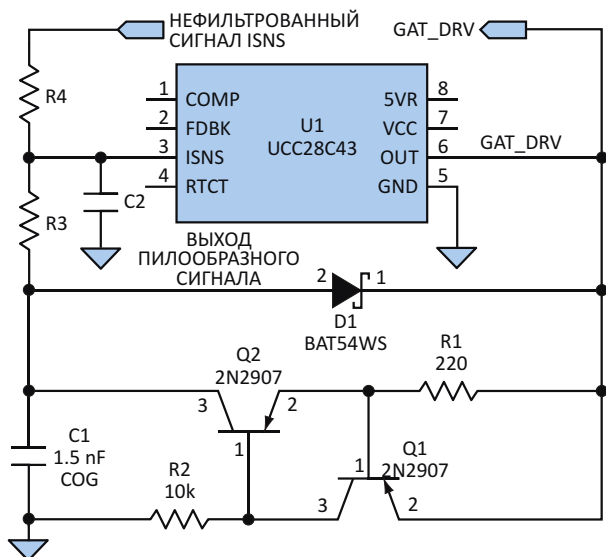 НЕФИЛЬТРОВАННЫЙ
СИГНАЛ ISNS
GAT_DRV
R4
1
COMP
5VR
8
2
FDBK
U1
VCC
7
3
ISNS
UCC28C43
OUT
6
GAT_DRV
4
RTCT
GND
5
C2
R3
ВЫХОД
ПИЛООБРАЗНОГО
СИГНАЛА
2
1
D1
BAT54WS
R1
220
Q2
2N2907
3
2
1
Q1
2N2907
1
3
2
C1
1.5 nF
COG
R2
10k